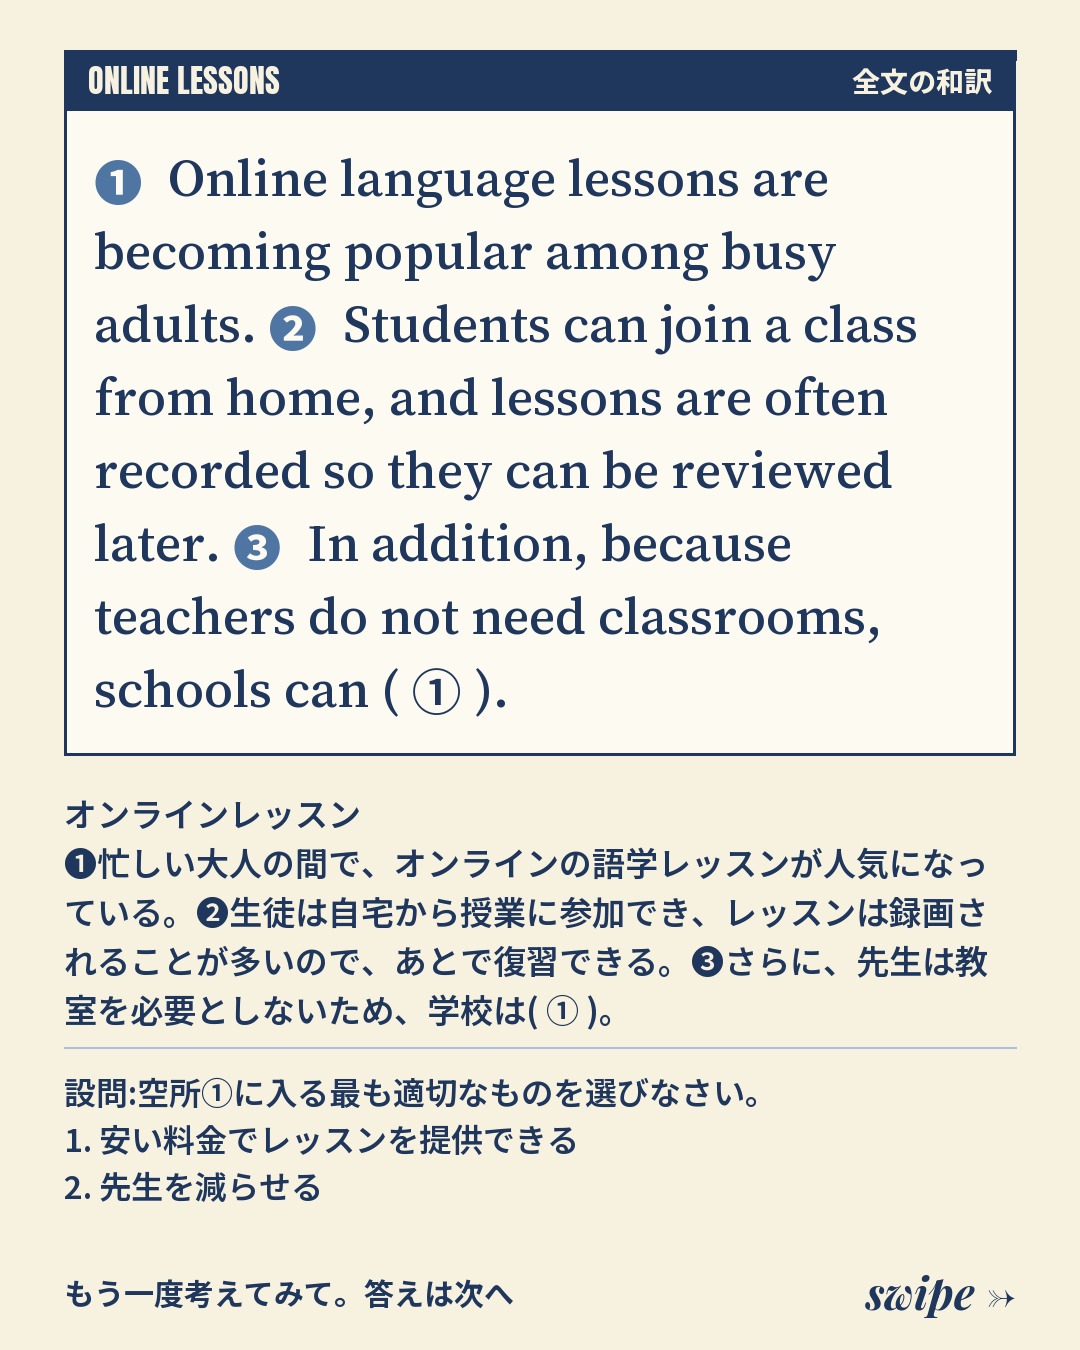 ONLINE LESSONS
全文の和訳
❶ Online language lessons are
becoming popular among busy
adults. ❷ Students can join a class
from home, and lessons are often
recorded so they can be reviewed
later. ❸ In addition, because
teachers do not need classrooms,
schools can ( ① ).
オンラインレッスン
❶忙しい大人の間で、オンラインの語学レッスンが人気になっ
ている。❷生徒は自宅から授業に参加でき、レッスンは録画さ
れることが多いので、あとで復習できる。❸さらに、先生は教
室を必要としないため、学校は( ① )。
設問:空所①に入る最も適切なものを選びなさい。
1. 安い料金でレッスンを提供できる
2. 先生を減らせる
もう一度考えてみて。答えは次へ
swipe